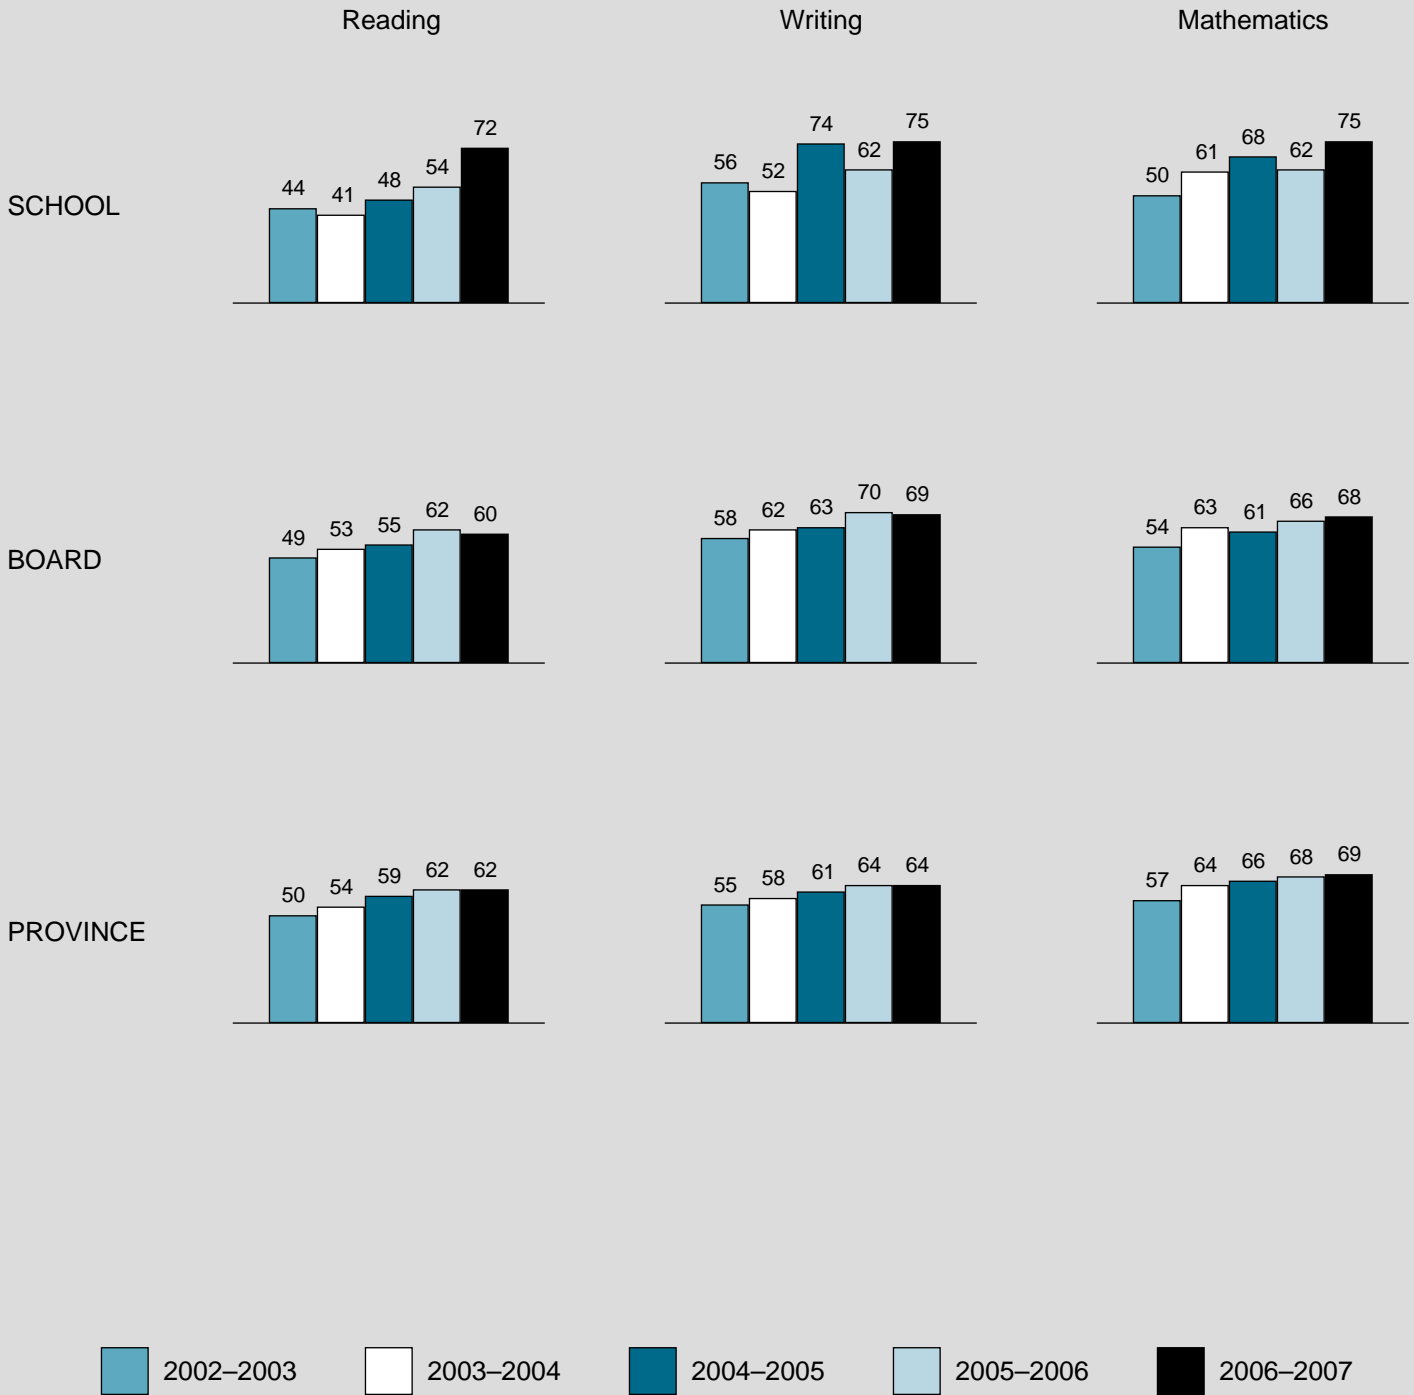 Reading Writing Mathematics
SCHOOL
44 41 48 54 72
56 52 74 62 75
50 61 68 62 75
BOARD
49 53 55 62 60
58 62 63 70 69
54 63 61 66 68
PROVINCE
50 54 59 62 62
55 58 61 64 64
57 64 66 68 69
2002–2003 2003–2004 2004–2005 2005–2006 2006–2007